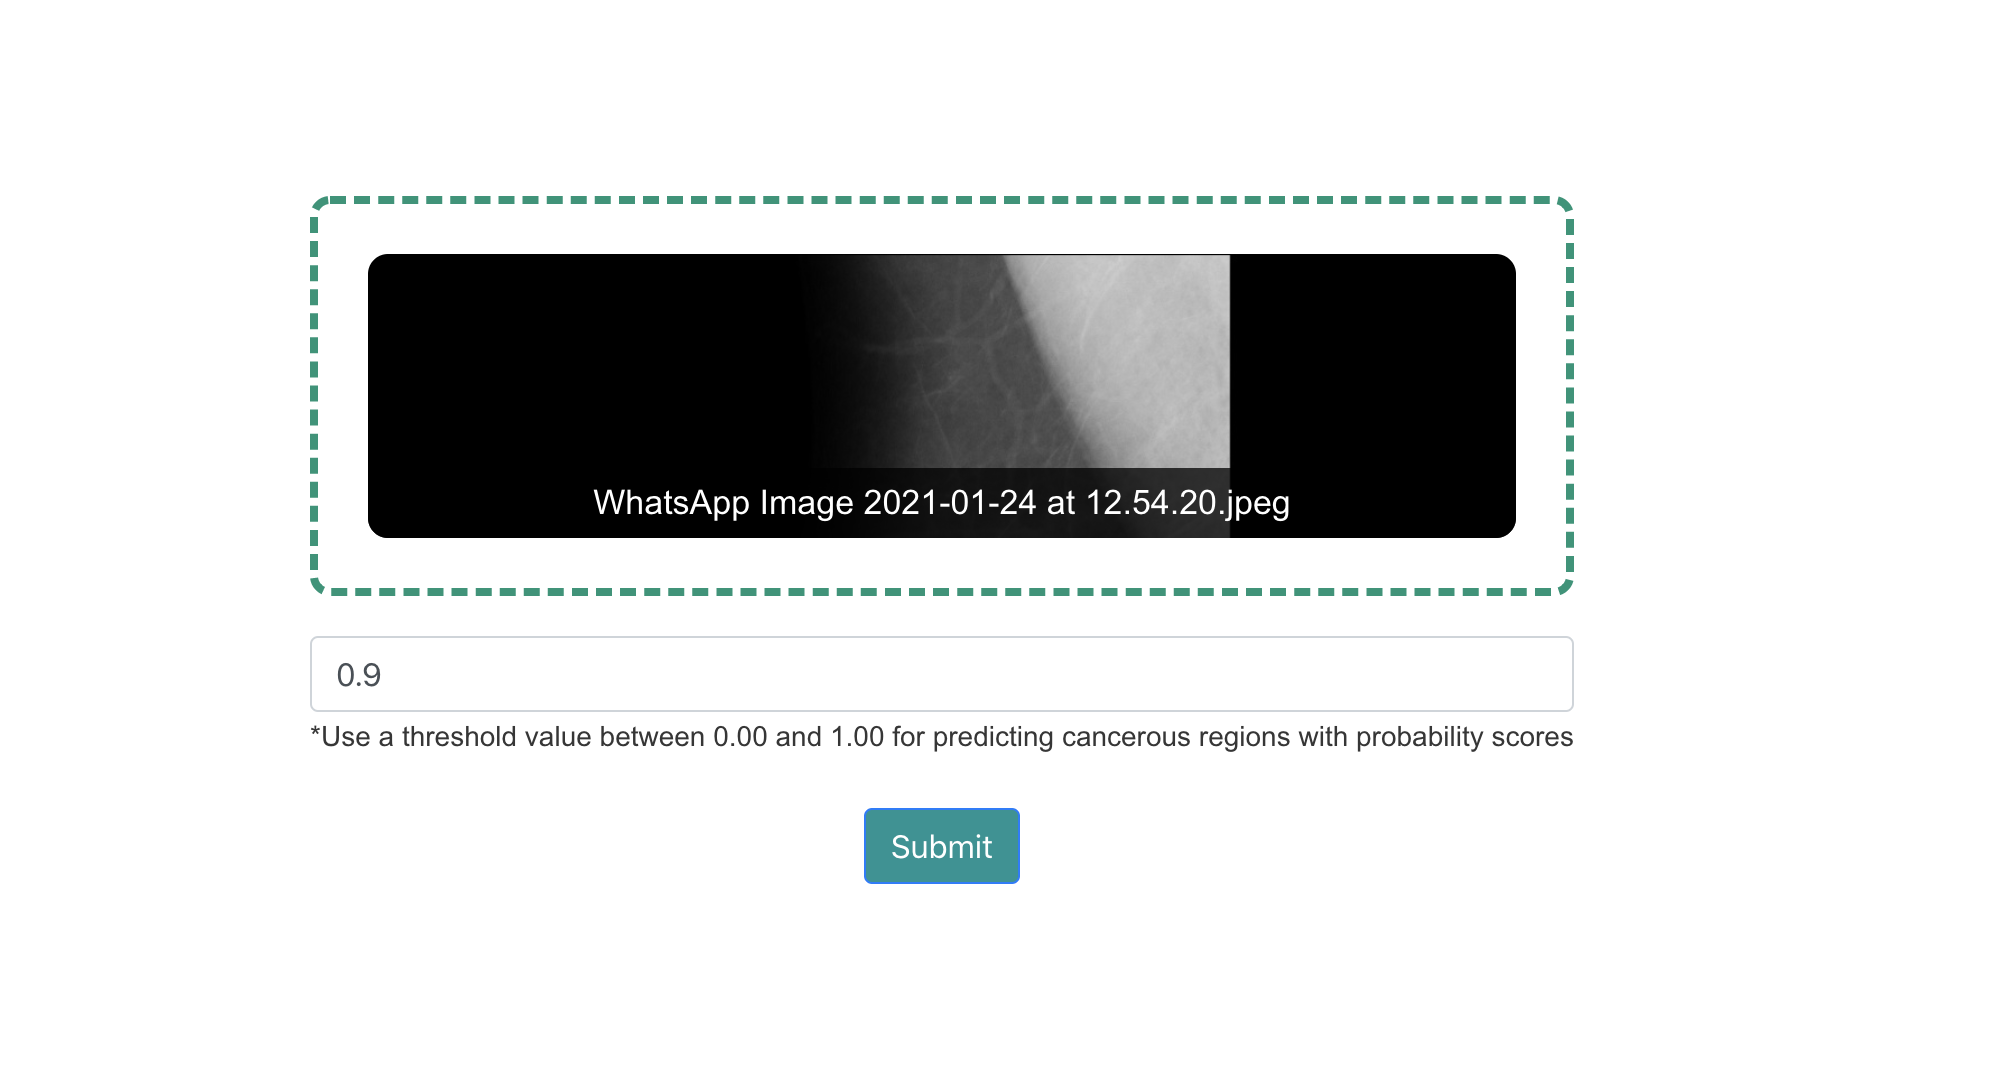 WhatsApp Image 2021-01-24 at 12.54.20.jpeg
0.9
*Use a threshold value between 0.00 and 1.00 for predicting cancerous regions with probability scores
Submit